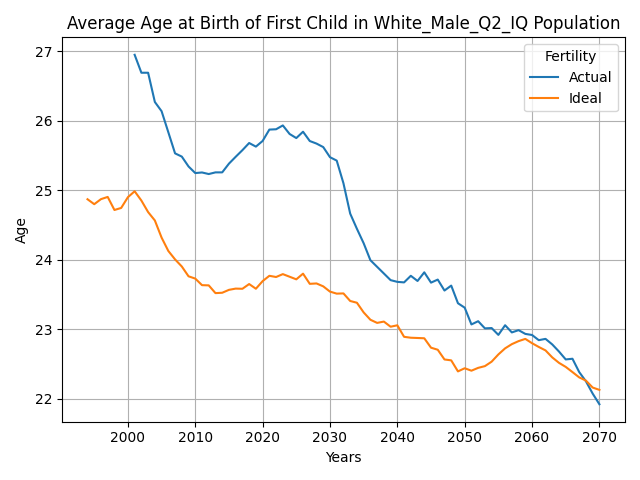 Average Age at Birth of First Child in White_Male_Q2_IQ Population
Fertility
Actual
Ideal
27
26
25
24
23
22
Age
2000
2010
2020
2030
2040
2050
2060
2070
Years